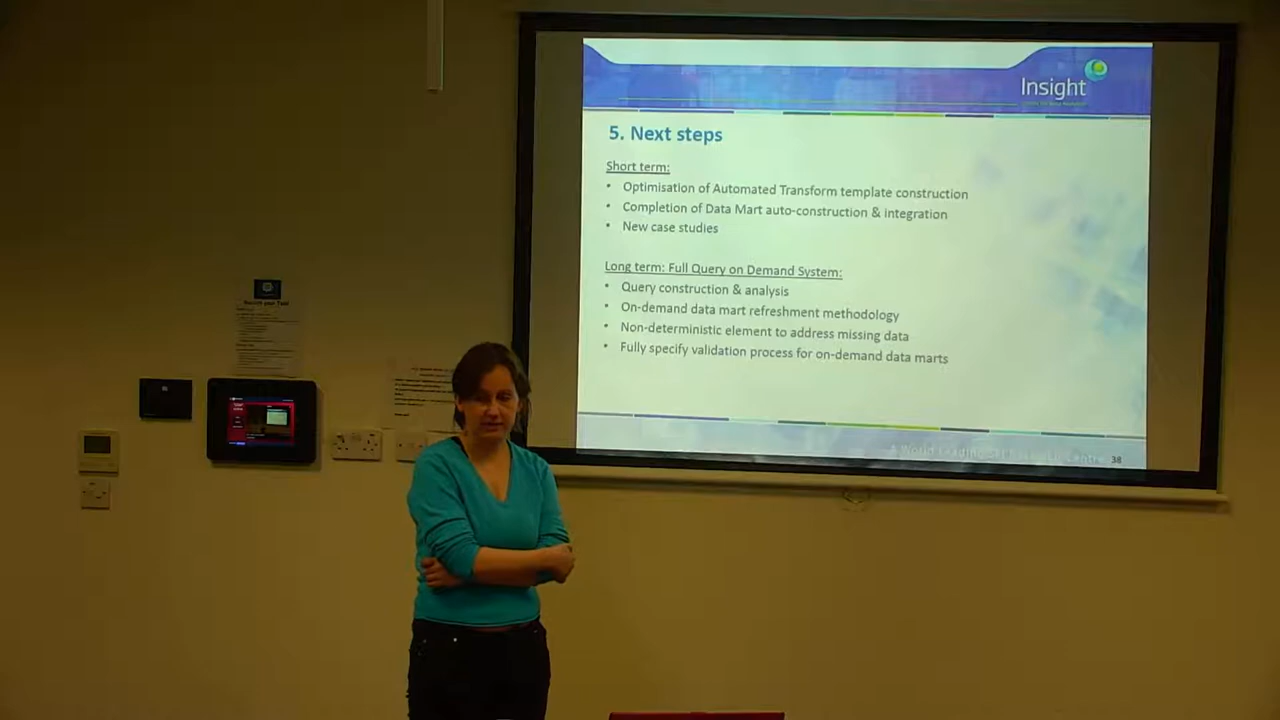 Insight
5. Next steps
Short term:
• Optimisation of Automated Transform template construction
• Completion of Data Mart auto-construction & integration
• New case studies
Long term: Full Query on Demand System:
• Query construction & analysis
• On-demand data mart refreshment methodology
• Non-deterministic element to address missing data
• Fully specify validation process for on-demand data marts
A World Leading
38